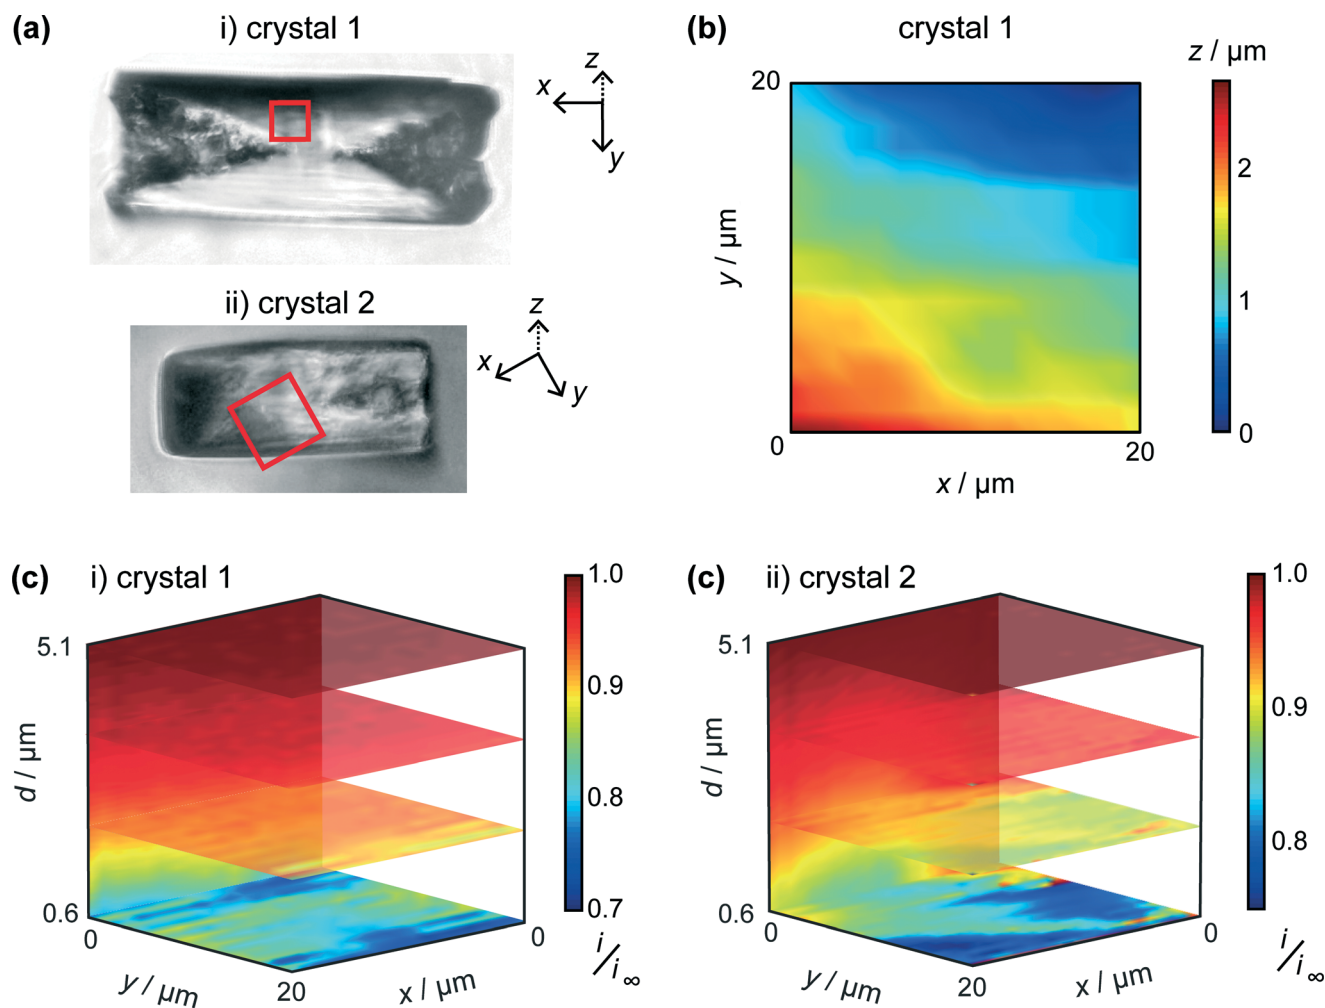 (a)
i) crystal 1
z
x
y
ii) crystal 2
z
x
y
(b)
crystal 1
z / µm
20
2
1
0
y / µm
0
20
x / µm
(c)
i) crystal 1
1.0
0.9
0.8
0.7
i/i∞
5.1
d / µm
0.6
0
y / µm
20
x / µm
0
(c)
ii) crystal 2
1.0
0.9
0.8
i/i∞
5.1
d / µm
0.6
0
y / µm
20
x / µm
0